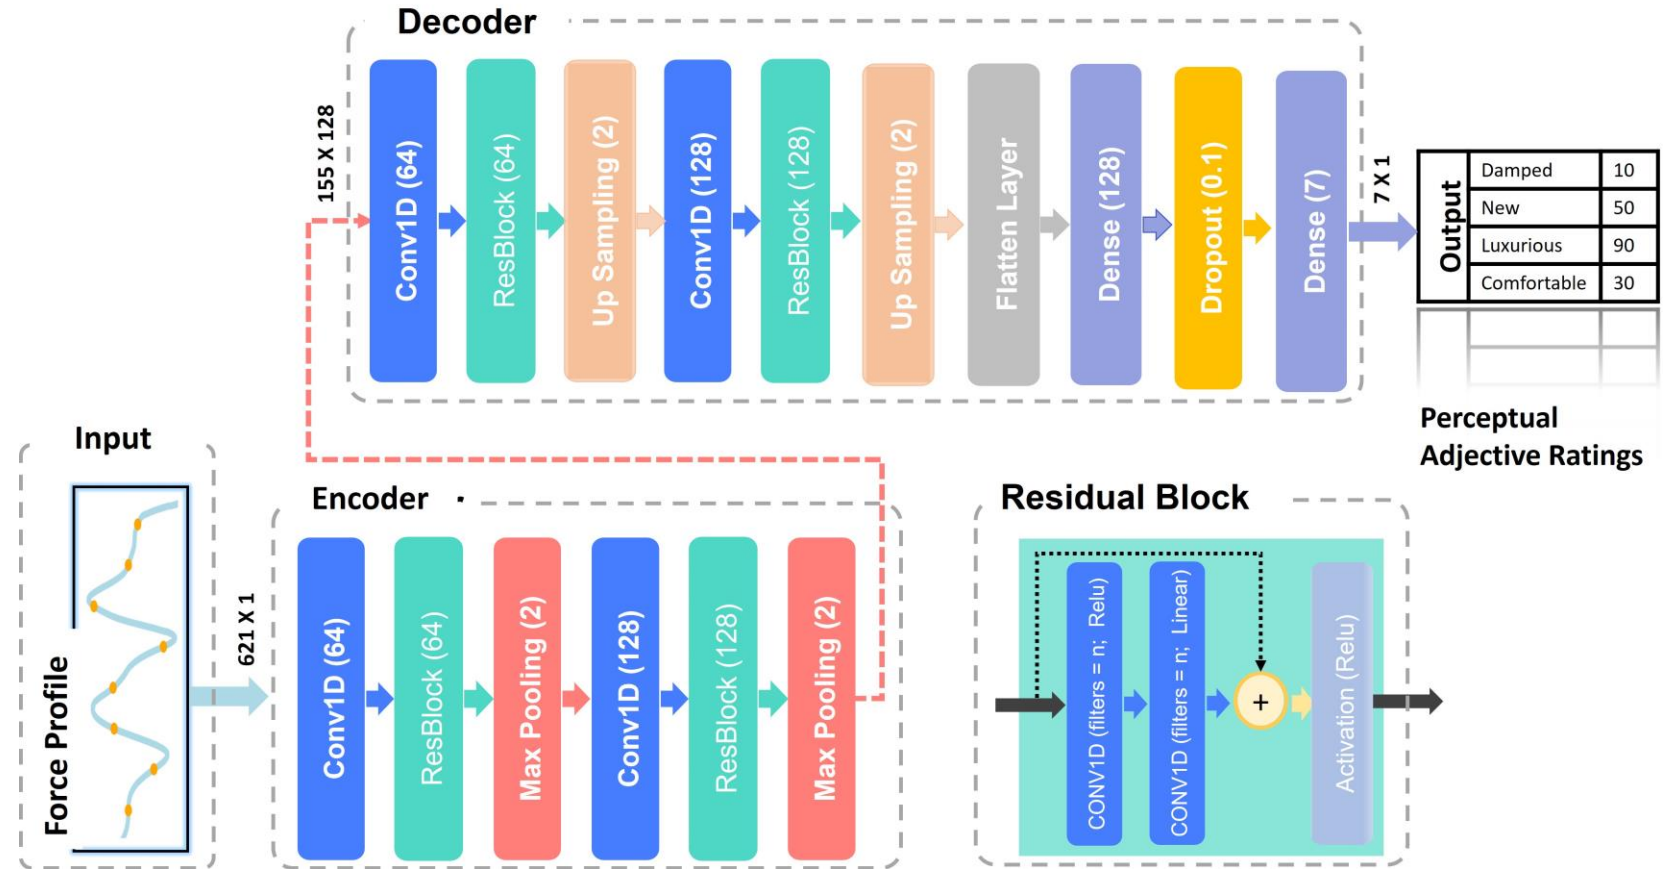 Decoder
155 X 128
Conv1D (64)
ResBlock (64)
Up Sampling (2)
Conv1D (128)
ResBlock (128)
Up Sampling (2)
Flatten Layer
Dense (128)
Dropout (0.1)
Dense (7)
7 X 1
Output
Damped 10
New 50
Luxurious 90
Comfortable 30
Perceptual
Adjective Ratings
Input
Force Profile
621 X 1
Encoder
Conv1D (64)
ResBlock (64)
Max Pooling (2)
Conv1D (128)
ResBlock (128)
Max Pooling (2)
Residual Block
CONV1D (filters = n; Relu)
CONV1D (filters = n; Linear)
+
Activation (Relu)